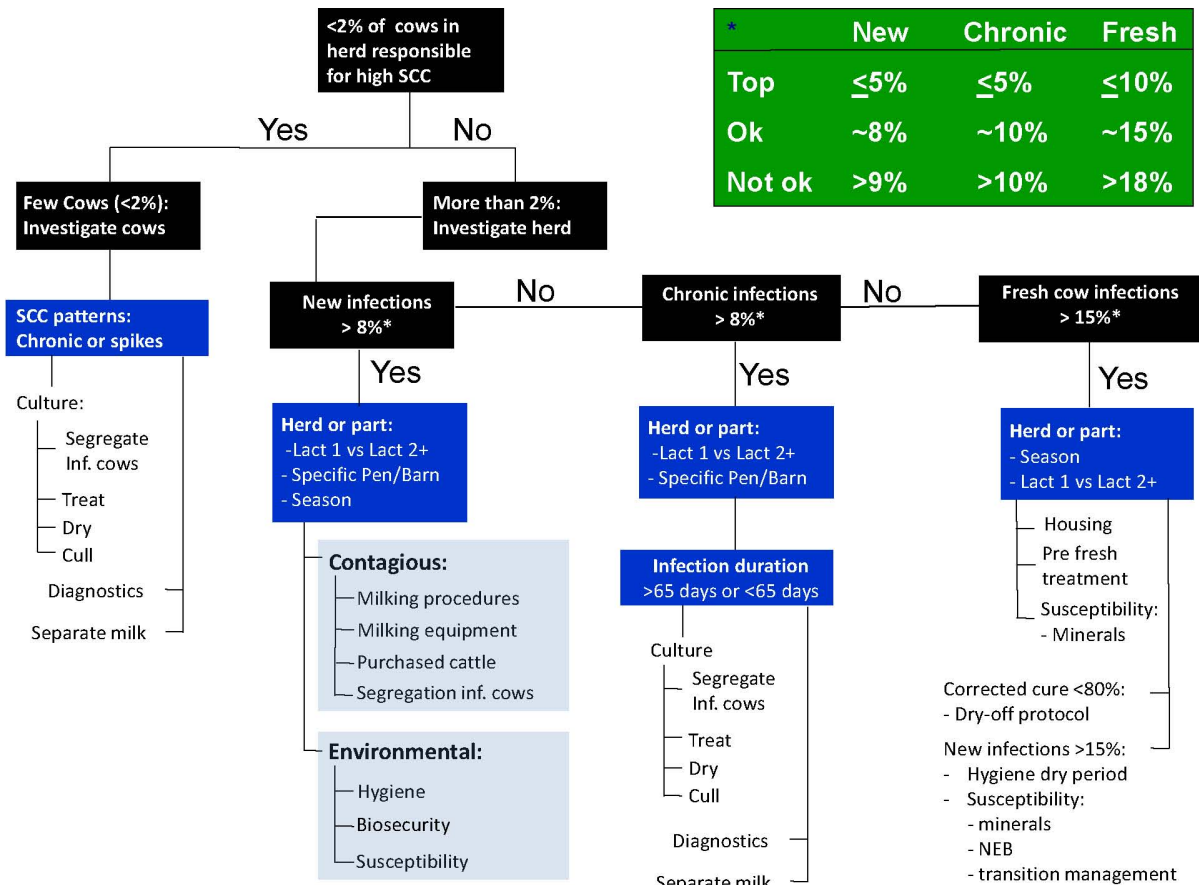 <2% of cows in
herd responsible
for high SCC
* New Chronic Fresh
Top ≤5% ≤5% ≤10%
Ok ~8% ~10% ~15%
Not ok >9% >10% >18%
Yes
No
Few Cows (<2%):
Investigate cows
More than 2%:
Investigate herd
SCC patterns:
Chronic or spikes
Culture:
Segregate
Inf. cows
Treat
Dry
Cull
Diagnostics
Separate milk
New infections
> 8%*
No
Chronic infections
> 8%*
No
Fresh cow infections
> 15%*
Yes
Herd or part:
-Lact 1 vs Lact 2+
- Specific Pen/Barn
- Season
Contagious:
Milking procedures
Milking equipment
Purchased cattle
Segregation inf. cows
Environmental:
Hygiene
Biosecurity
Susceptibility
Yes
Herd or part:
-Lact 1 vs Lact 2+
- Specific Pen/Barn
Infection duration
>65 days or <65 days
Culture
Segregate
Inf. cows
Treat
Dry
Cull
Diagnostics
Separate milk
Yes
Herd or part:
- Season
- Lact 1 vs Lact 2+
Housing
Pre fresh
treatment
Susceptibility:
- Minerals
Corrected cure <80%:
- Dry-off protocol
New infections >15%:
- Hygiene dry period
- Susceptibility:
- minerals
- NEB
- transition management